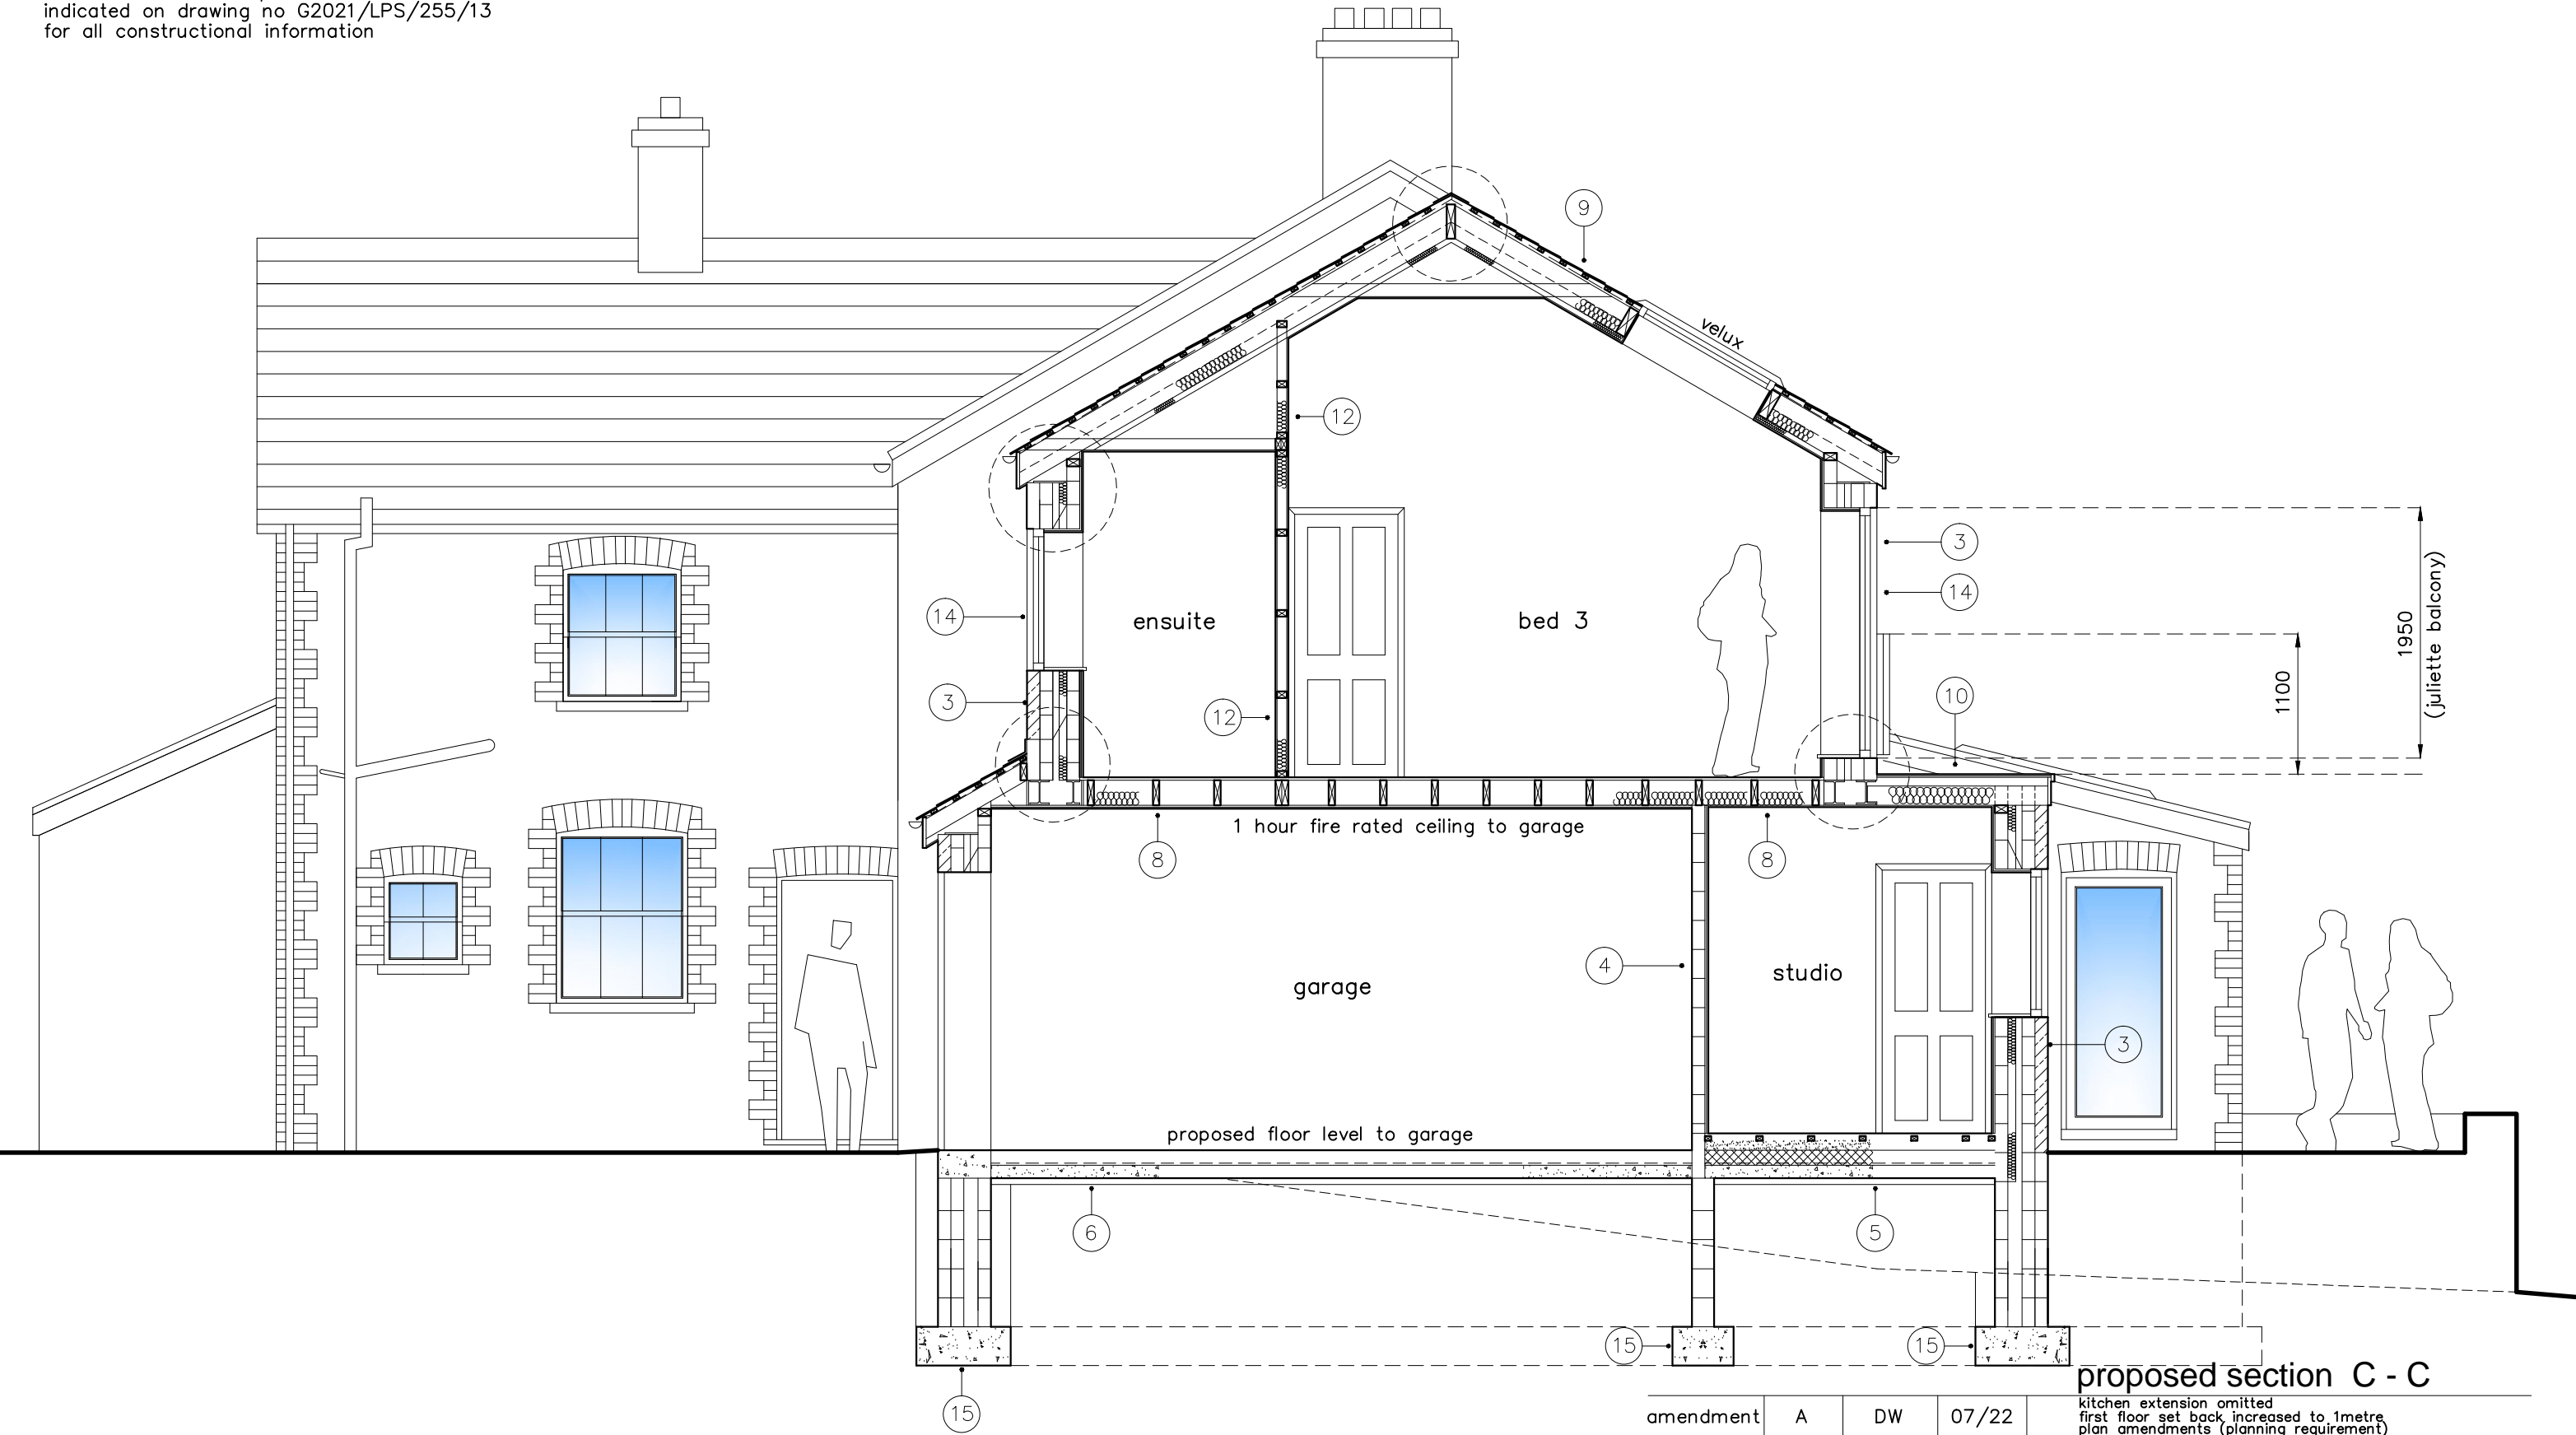 indicated on drawing no G2021/LPS/255/13
for all constructional information
9
velux
12
3
14
14
ensuite
bed 3
1950
(juliette balcony)
3
12
10
1100
1 hour fire rated ceiling to garage
8
8
4
studio
garage
3
proposed floor level to garage
6
5
15
15
15
proposed section C - C
kitchen extension omitted
first floor set back increased to 1metre
plan amendments (planning requirement)
amendment A DW 07/22